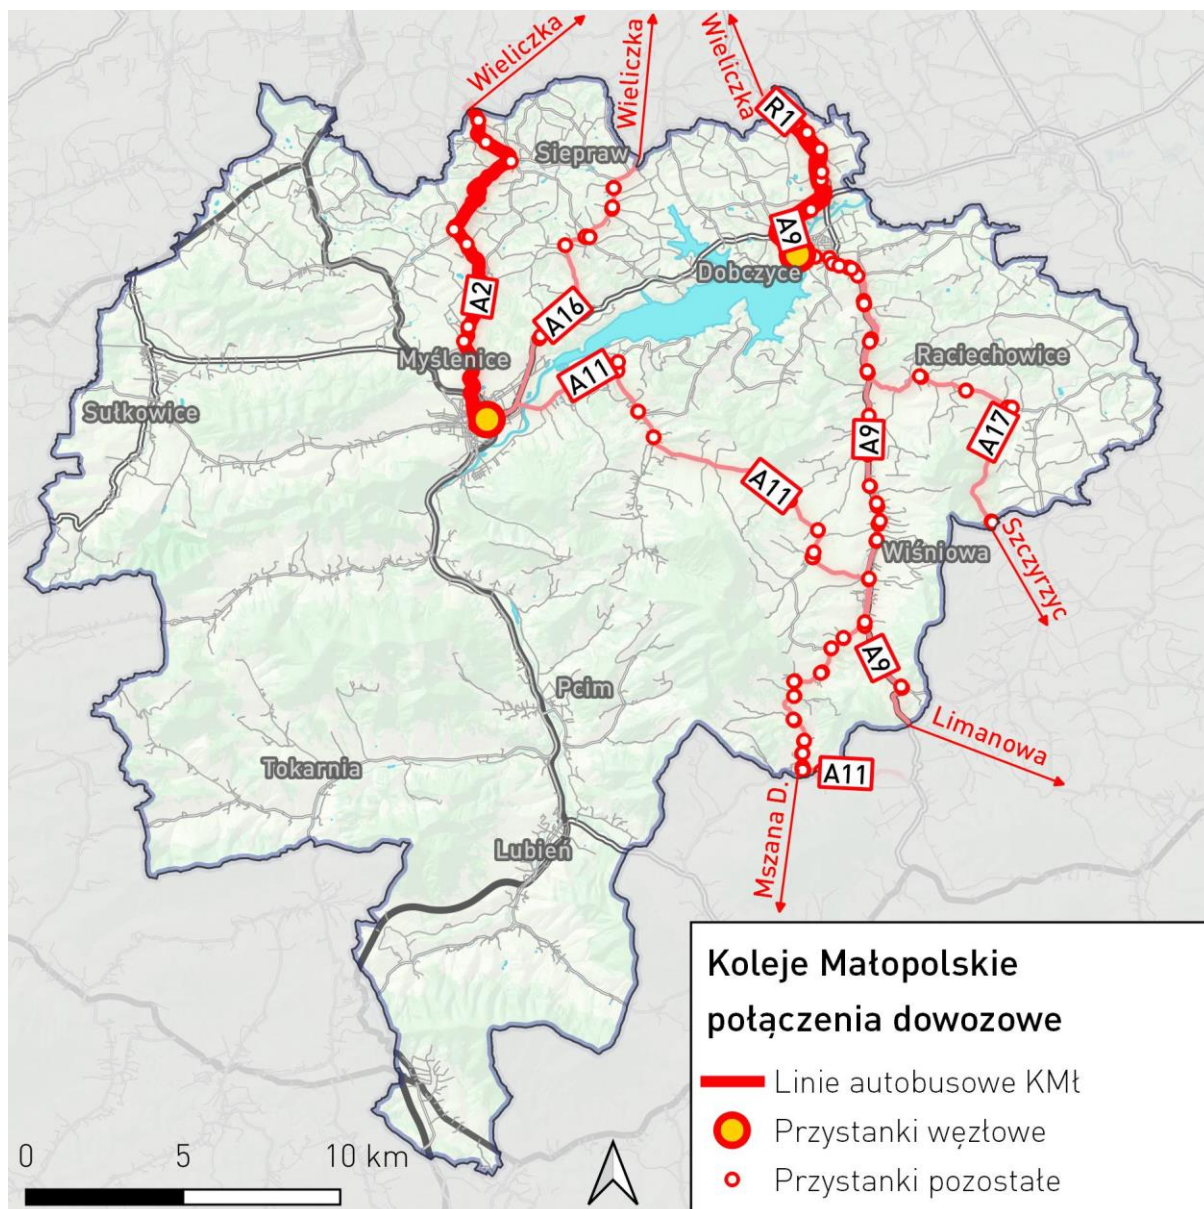 Wieliczka
Wieliczka
Wieliczka
R1
Siepraw
A9
Dobczyce
A2
A16
Myślenice
A11
Raciechowice
Sułkowice
A9
A17
A11
Szczyrzyc
Wiśniowa
A9
Pcim
Limanowa
Tokarnia
A11
Mszana D.
Lubień
Koleje Małopolskie
połączenia dowozowe
Linie autobusowe KMŁ
Przystanki węzłowe
Przystanki pozostałe
0 5 10 km